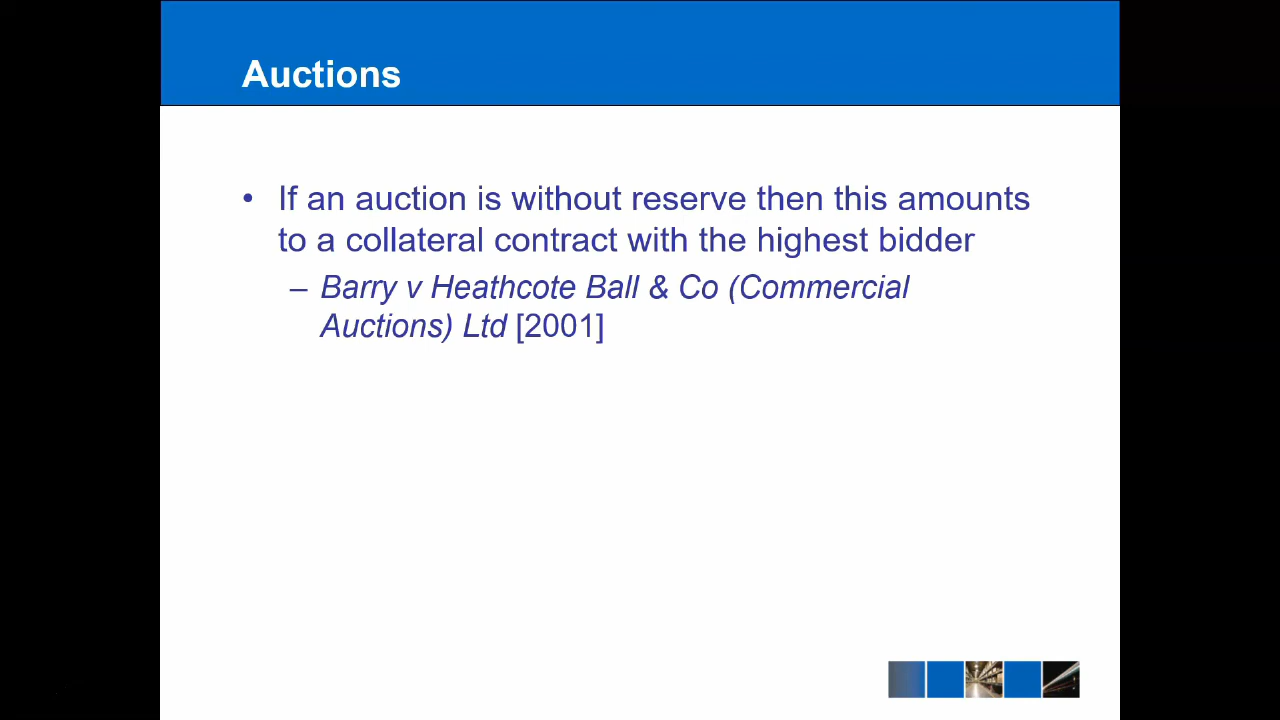 Auctions
• If an auction is without reserve then this amounts
to a collateral contract with the highest bidder
– Barry v Heathcote Ball & Co (Commercial
Auctions) Ltd [2001]